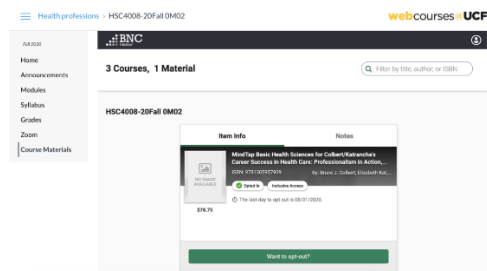 Health professions > HSC4008-20Fall 0M02
webcourses@UCF
Fall 2020
Home
Announcements
Modules
Syllabus
Grades
Zoom
Course Materials
BNC
3 Courses, 1 Material
Filter by title, author, or ISBN
HSC4008-20Fall 0M02
Item Info
Notes
NO IMAGE
AVAILABLE
$78.75
MindTap Basic Health Sciences for Colbert/Katrancha's
Career Success in Health Care: Professionalism in Action,...
By: Bruce J. Colbert; Elizabeth Kat...
Opted In
Inclusive Access
The last day to opt out is 08/31/2020.
Want to opt-out?